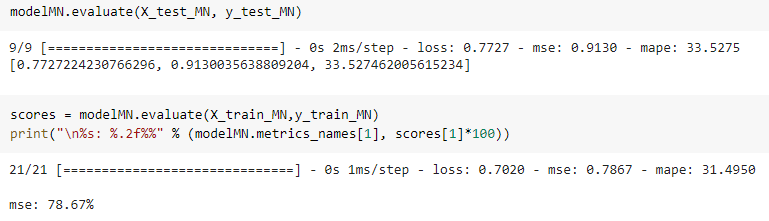 modelMN.evaluate(X_test_MN, y_test_MN)
9/9 [==============================] - 0s 2ms/step - loss: 0.7727 - mse: 0.9130 - mape: 33.5275
[0.7727224230766296, 0.9130035638809204, 33.527462005615234]
scores = modelMN.evaluate(X_train_MN,y_train_MN)
print("\n%s: %.2f%%" % (modelMN.metrics_names[1], scores[1]*100))
21/21 [==============================] - 0s 1ms/step - loss: 0.7020 - mse: 0.7867 - mape: 31.4950
mse: 78.67%